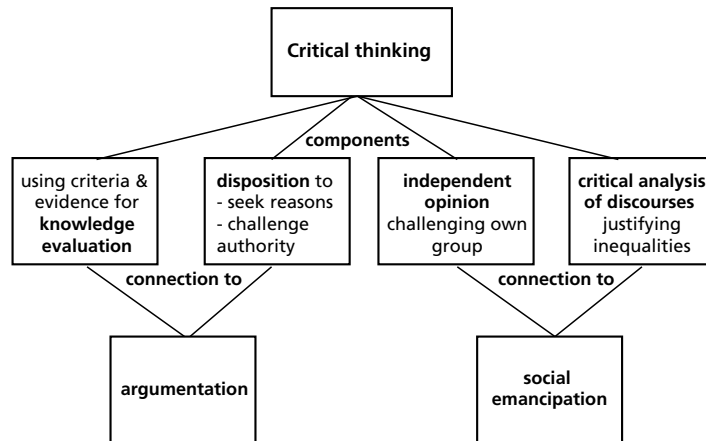 Critical thinking
components
using criteria &
evidence for
knowledge
evaluation
disposition to
- seek reasons
- challenge
authority
independent
opinion
challenging own
group
critical analysis
of discourses
justifying
inequalities
connection to
connection to
argumentation
social
emancipation